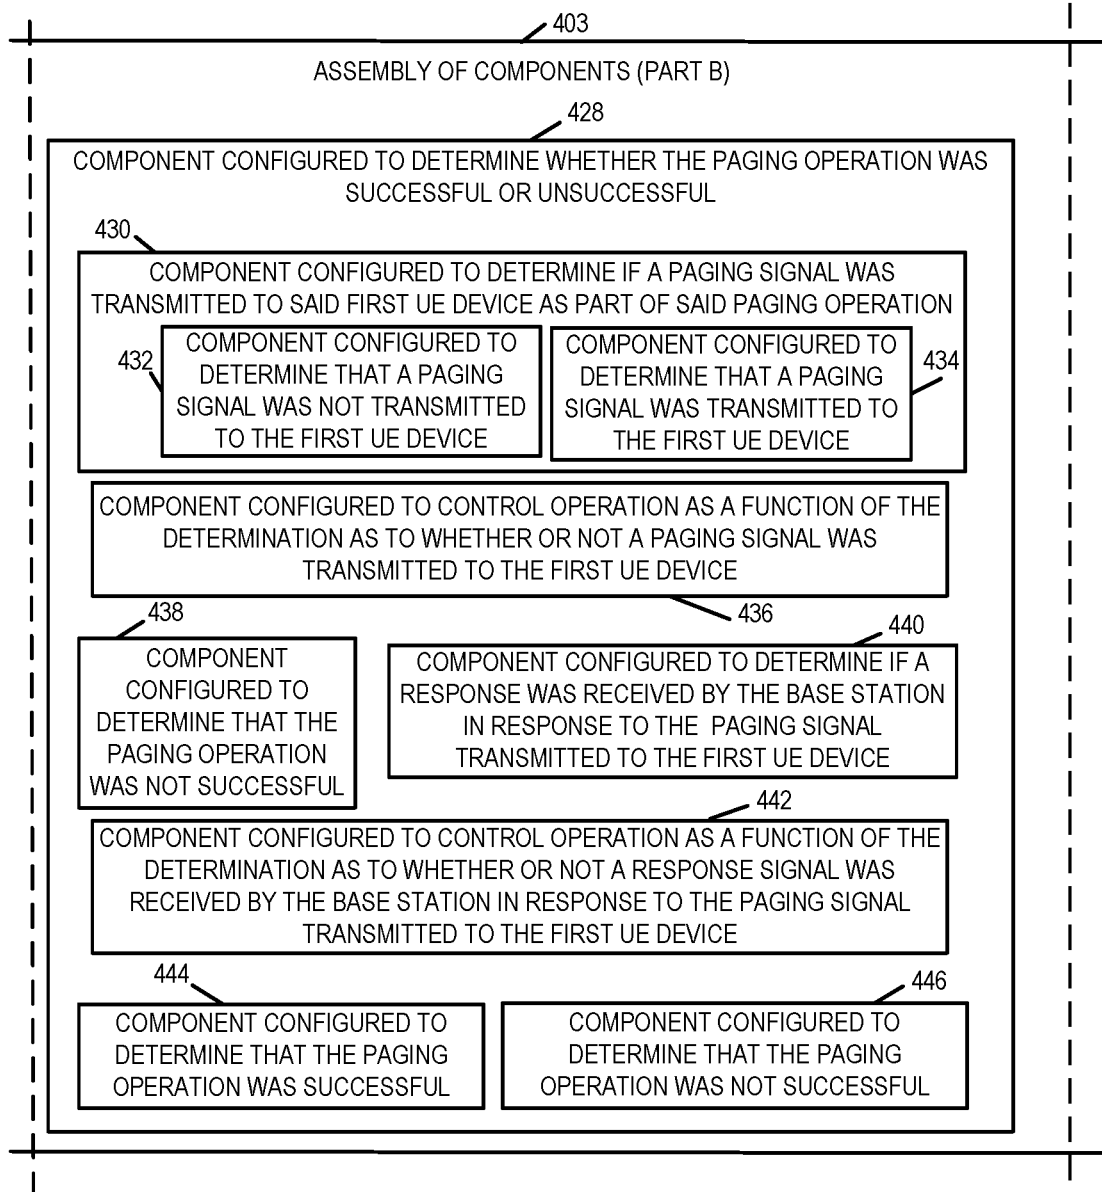 403
ASSEMBLY OF COMPONENTS (PART B)
428
COMPONENT CONFIGURED TO DETERMINE WHETHER THE PAGING OPERATION WAS
SUCCESSFUL OR UNSUCCESSFUL
430
COMPONENT CONFIGURED TO DETERMINE IF A PAGING SIGNAL WAS
TRANSMITTED TO SAID FIRST UE DEVICE AS PART OF SAID PAGING OPERATION
432
COMPONENT CONFIGURED TO
DETERMINE THAT A PAGING
SIGNAL WAS NOT TRANSMITTED
TO THE FIRST UE DEVICE
COMPONENT CONFIGURED TO
DETERMINE THAT A PAGING
SIGNAL WAS TRANSMITTED TO
THE FIRST UE DEVICE
434
COMPONENT CONFIGURED TO CONTROL OPERATION AS A FUNCTION OF THE
DETERMINATION AS TO WHETHER OR NOT A PAGING SIGNAL WAS
TRANSMITTED TO THE FIRST UE DEVICE
436
438
COMPONENT
CONFIGURED TO
DETERMINE THAT THE
PAGING OPERATION
WAS NOT SUCCESSFUL
440
COMPONENT CONFIGURED TO DETERMINE IF A
RESPONSE WAS RECEIVED BY THE BASE STATION
IN RESPONSE TO THE PAGING SIGNAL
TRANSMITTED TO THE FIRST UE DEVICE
442
COMPONENT CONFIGURED TO CONTROL OPERATION AS A FUNCTION OF THE
DETERMINATION AS TO WHETHER OR NOT A RESPONSE SIGNAL WAS
RECEIVED BY THE BASE STATION IN RESPONSE TO THE PAGING SIGNAL
TRANSMITTED TO THE FIRST UE DEVICE
444
COMPONENT CONFIGURED TO
DETERMINE THAT THE PAGING
OPERATION WAS SUCCESSFUL
446
COMPONENT CONFIGURED TO
DETERMINE THAT THE PAGING
OPERATION WAS NOT SUCCESSFUL